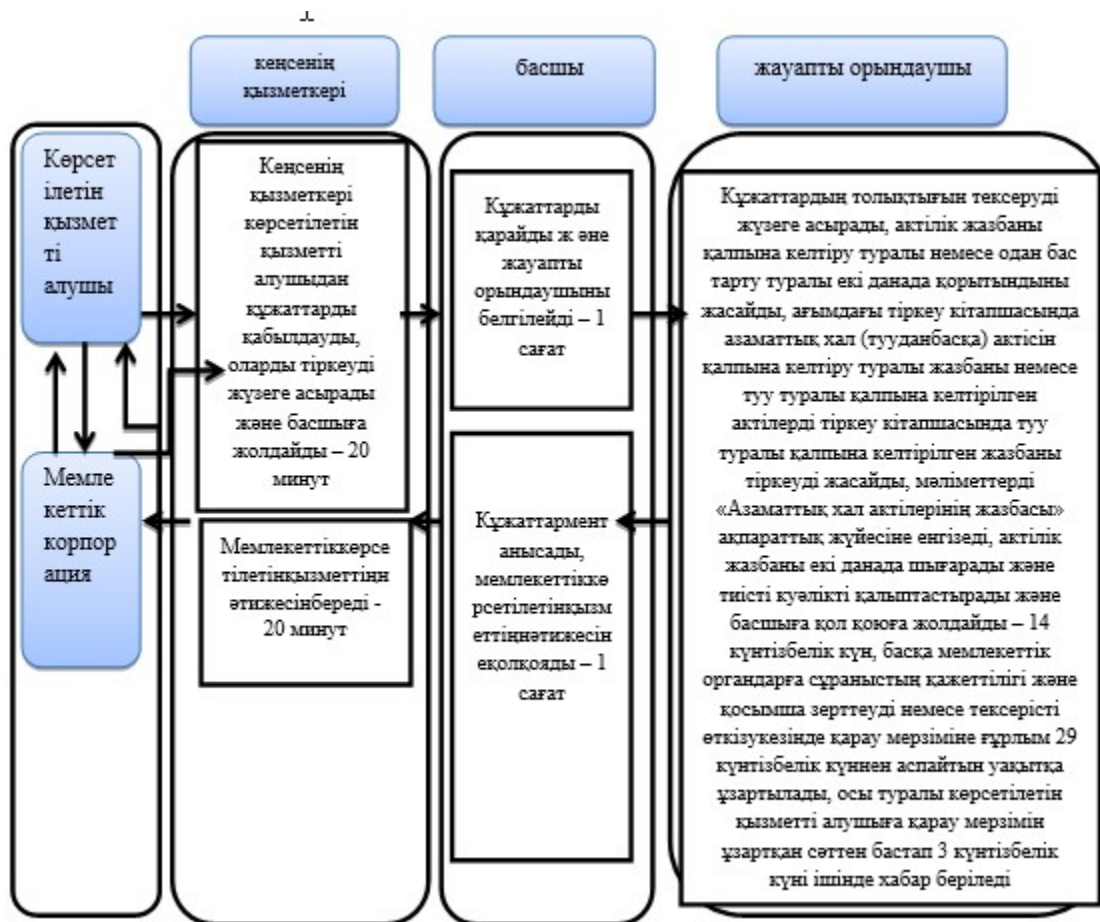 кеңсенің
қызметкері
басшы
жауапты орындаушы
Көрсет
ілетін
қызмет
ті
алушы
Мемле
кеттік
корпор
ация
Кеңсенің
қызметкері
көрсетілетін
қызметті
алушыдан
құжаттарды
қабылдауды,
оларды тіркеуді
жүзеге асырады
және басшыға
жолдайды – 20
минут
Мемлекеттіккөрсе
тілетінқызметтіңн
әтижесінбереді -
20 минут
Құжаттарды
қарайды ж әне
жауапты
орындаушыны
белгілейді – 1
сағат
Құжаттармент
анысады,
мемлекеттіккө
рсетілетінқызм
еттіңнәтижесін
еқолқояды – 1
сағат
Құжаттардың толықтығын тексеруді
жүзеге асырады, актілік жазбаны
қалпына келтіру туралы немесе одан бас
тарту туралы екі данада қорытындыны
жасайды, ағымдағы тіркеу кітапшасында
азаматтық хал (тууданбасқа) актісін
қалпына келтіру туралы жазбаны немесе
туу туралы қалпына келтірілген
актілерді тіркеу кітапшасында туу
туралы қалпына келтірілген жазбаны
тіркеуді жасайды, мәліметтерді
«Азаматтық хал актілерінің жазбасы»
ақпараттық жүйесіне енгізеді, актілік
жазбаны екі данада шығарады және
тиісті куәлікті қалыптастырады және
басшыға қол қоюға жолдайды – 14
күнтізбелік күн, басқа мемлекеттік
органдарға сұраныстың қажеттілігі және
қосымша зерттеуді немесе тексерісті
өткізукезінде қарау мерзіміне ғұрлым 29
күнтізбелік күннен аспайтын уақытқа
ұзартылады, осы туралы көрсетілетін
қызметті алушыға қарау мерзімін
ұзартқан сәттен бастап 3 күнтізбелік
күні ішінде хабар беріледі